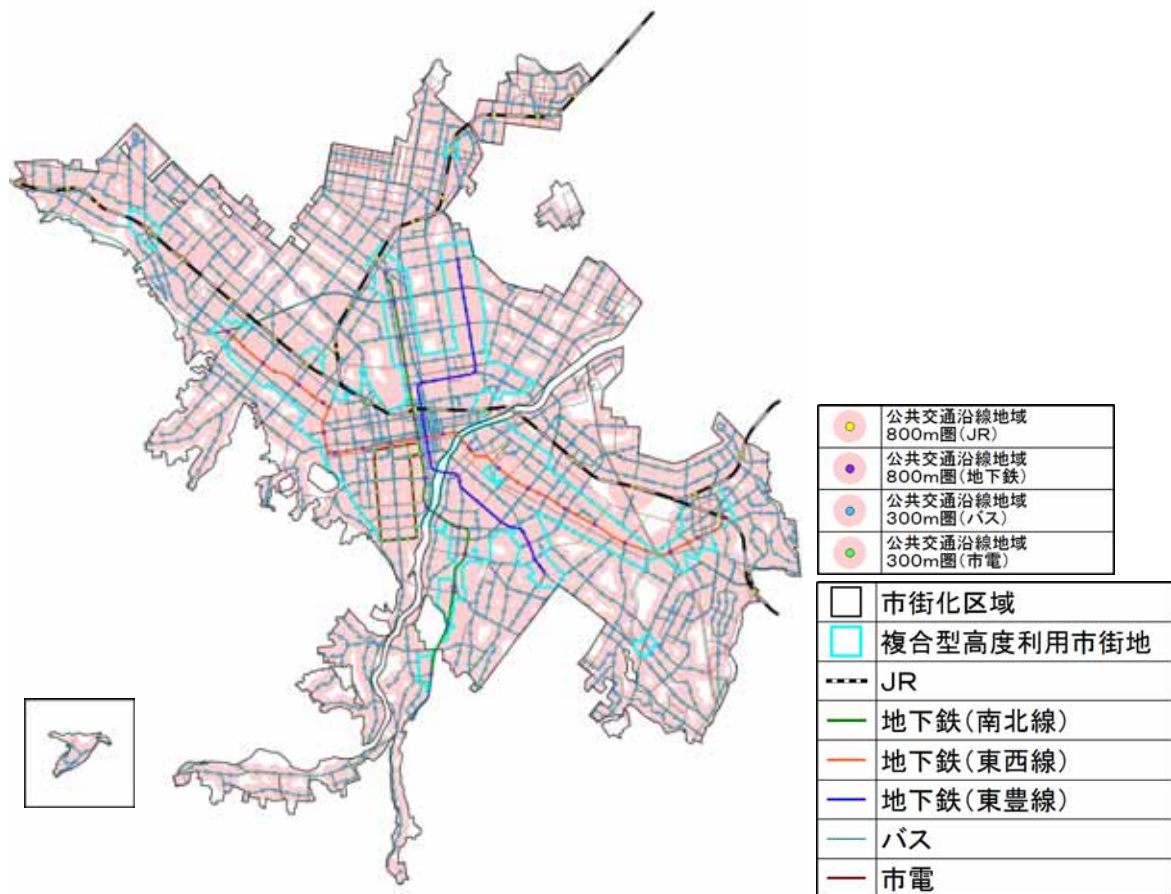 公共交通沿線地域
800m圏(JR)
公共交通沿線地域
800m圏(地下鉄)
公共交通沿線地域
300m圏(バス)
公共交通沿線地域
300m圏(市電)
市街化区域
複合型高度利用市街地
JR
地下鉄(南北線)
地下鉄(東西線)
地下鉄(東豊線)
バス
市電